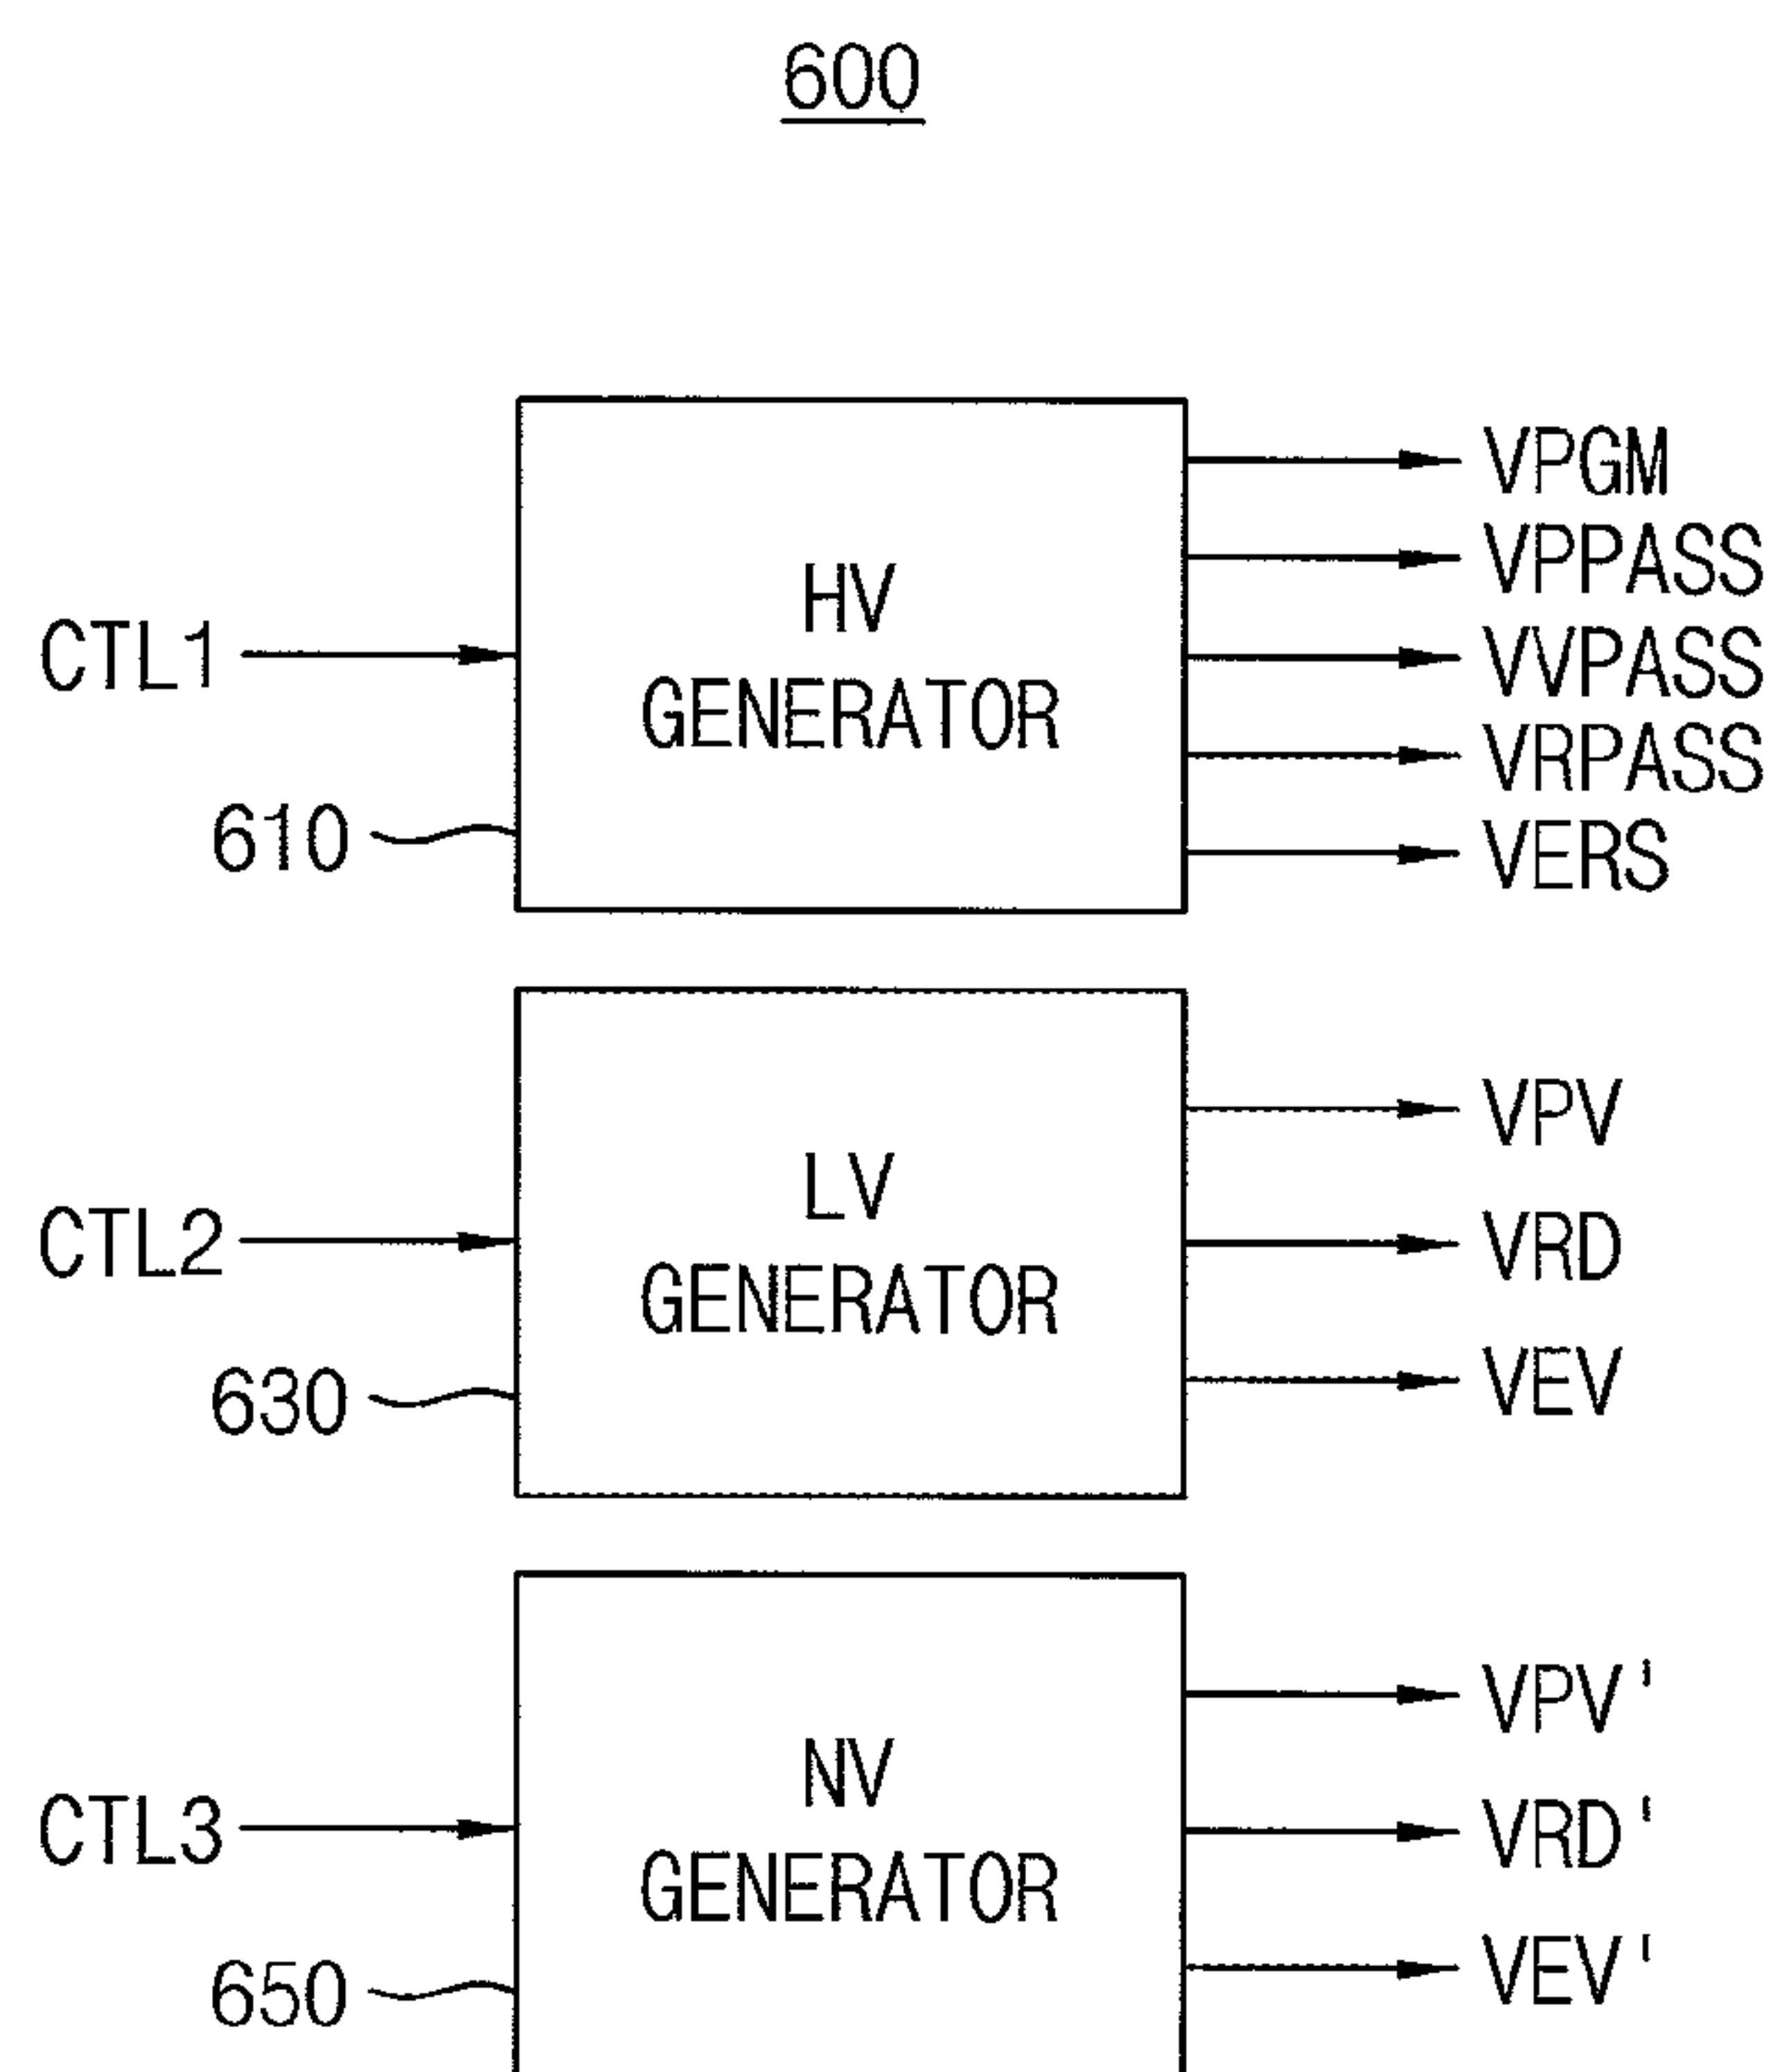 600
VPGM
VPPASS
HV
CTL1
VVPASS
GENERATOR
VRPASS
610
VERS
VPV
LV
CTL2
VRD
GENERATOR
630
VEV
VPV'
NV
CTL3
VRD'
GENERATOR
650
VEV'